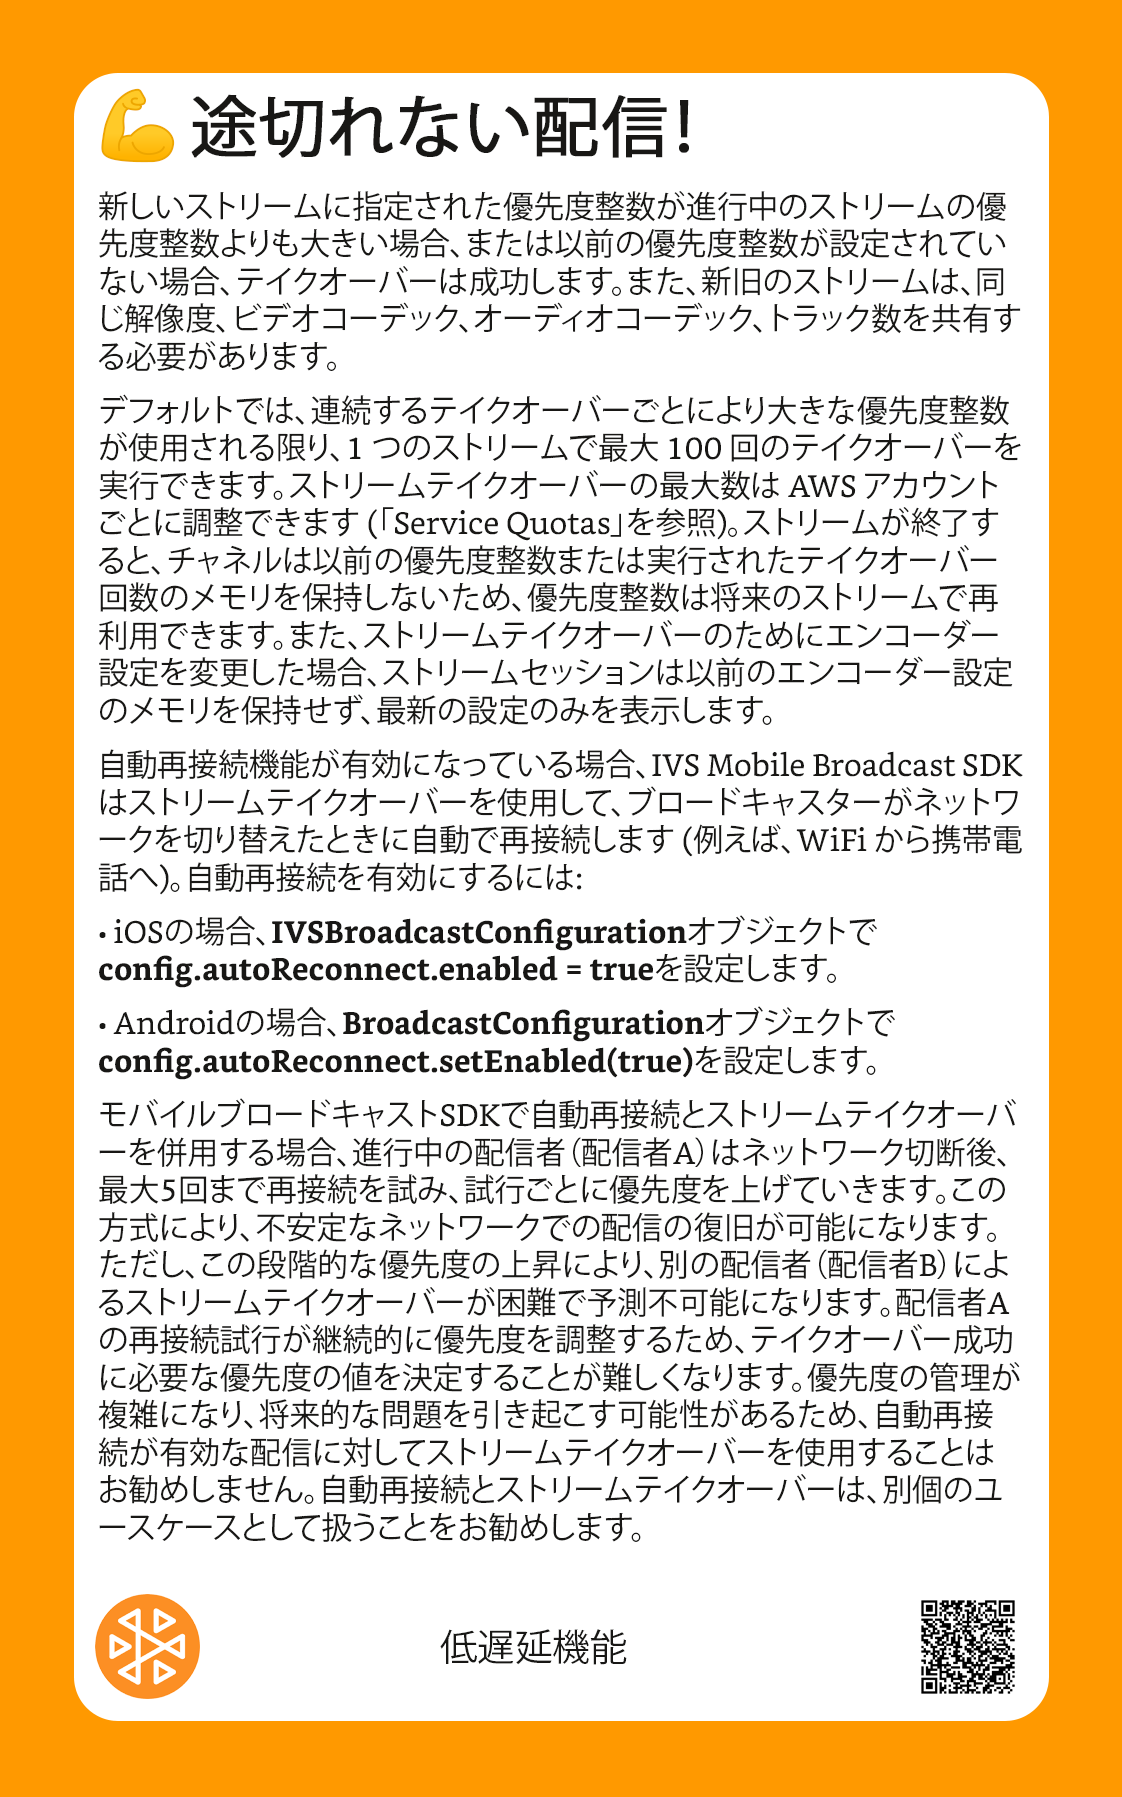 💪 途切れない配信！
新しいストリームに指定された優先度整数が進行中のストリームの優
先度整数よりも大きい場合、または以前の優先度整数が設定されてい
ない場合、テイクオーバーは成功します。また、新旧のストリームは、同
じ解像度、ビデオコーデック、オーディオコーデック、トラック数を共有す
る必要があります。
デフォルトでは、連続するテイクオーバーごとにより大きな優先度整数
が使用される限り、1 つのストリームで最大 100 回のテイクオーバーを
実行できます。ストリームテイクオーバーの最大数は AWS アカウント
ごとに調整できます (「Service Quotas」を参照)。ストリームが終了す
ると、チャネルは以前の優先度整数または実行されたテイクオーバー
回数のメモリを保持しないため、優先度整数は将来のストリームで再
利用できます。また、ストリームテイクオーバーのためにエンコーダー
設定を変更した場合、ストリームセッションは以前のエンコーダー設定
のメモリを保持せず、最新の設定のみを表示します。
自動再接続機能が有効になっている場合、IVS Mobile Broadcast SDK
はストリームテイクオーバーを使用して、ブロードキャスターがネットワ
ークを切り替えたときに自動で再接続します (例えば、WiFi から携帯電
話へ)。自動再接続を有効にするには:
• iOSの場合、IVSBroadcastConfigurationオブジェクトで
config.autoReconnect.enabled = trueを設定します。
• Androidの場合、BroadcastConfigurationオブジェクトで
config.autoReconnect.setEnabled(true)を設定します。
モバイルブロードキャストSDKで自動再接続とストリームテイクオーバ
ーを併用する場合、進行中の配信者（配信者A）はネットワーク切断後、
最大5回まで再接続を試み、試行ごとに優先度を上げていきます。この
方式により、不安定なネットワークでの配信の復旧が可能になります。
ただし、この段階的な優先度の上昇により、別の配信者（配信者B）によ
るストリームテイクオーバーが困難で予測不可能になります。配信者A
の再接続試行が継続的に優先度を調整するため、テイクオーバー成功
に必要な優先度の値を決定することが難しくなります。優先度の管理が
複雑になり、将来的な問題を引き起こす可能性があるため、自動再接
続が有効な配信に対してストリームテイクオーバーを使用することは
お勧めしません。自動再接続とストリームテイクオーバーは、別個のユ
ースケースとして扱うことをお勧めします。
低遅延機能